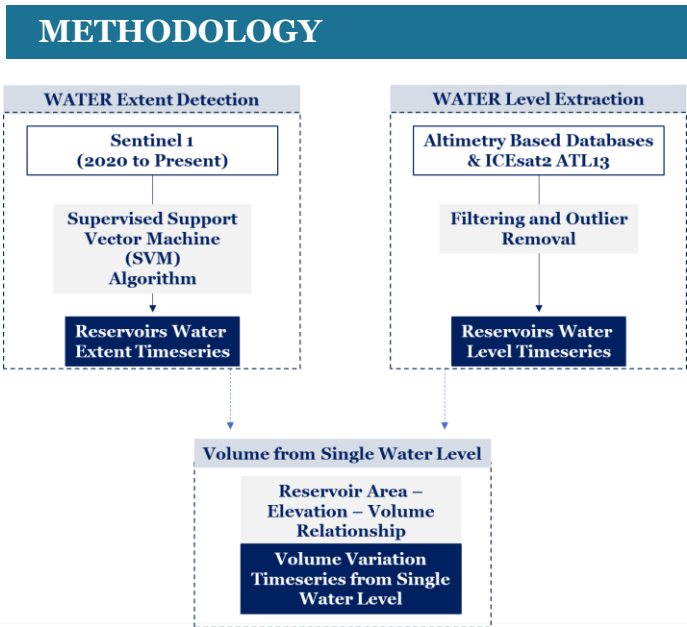 METHODOLOGY
WATER Extent Detection
Sentinel 1
(2020 to Present)
Supervised Support
Vector Machine
(SVM)
Algorithm
Reservoirs Water
Extent Timeseries
WATER Level Extraction
Altimetry Based Databases
& ICEsat2 ATL13
Filtering and Outlier
Removal
Reservoirs Water
Level Timeseries
Volume from Single Water Level
Reservoir Area –
Elevation – Volume
Relationship
Volume Variation
Timeseries from Single
Water Level